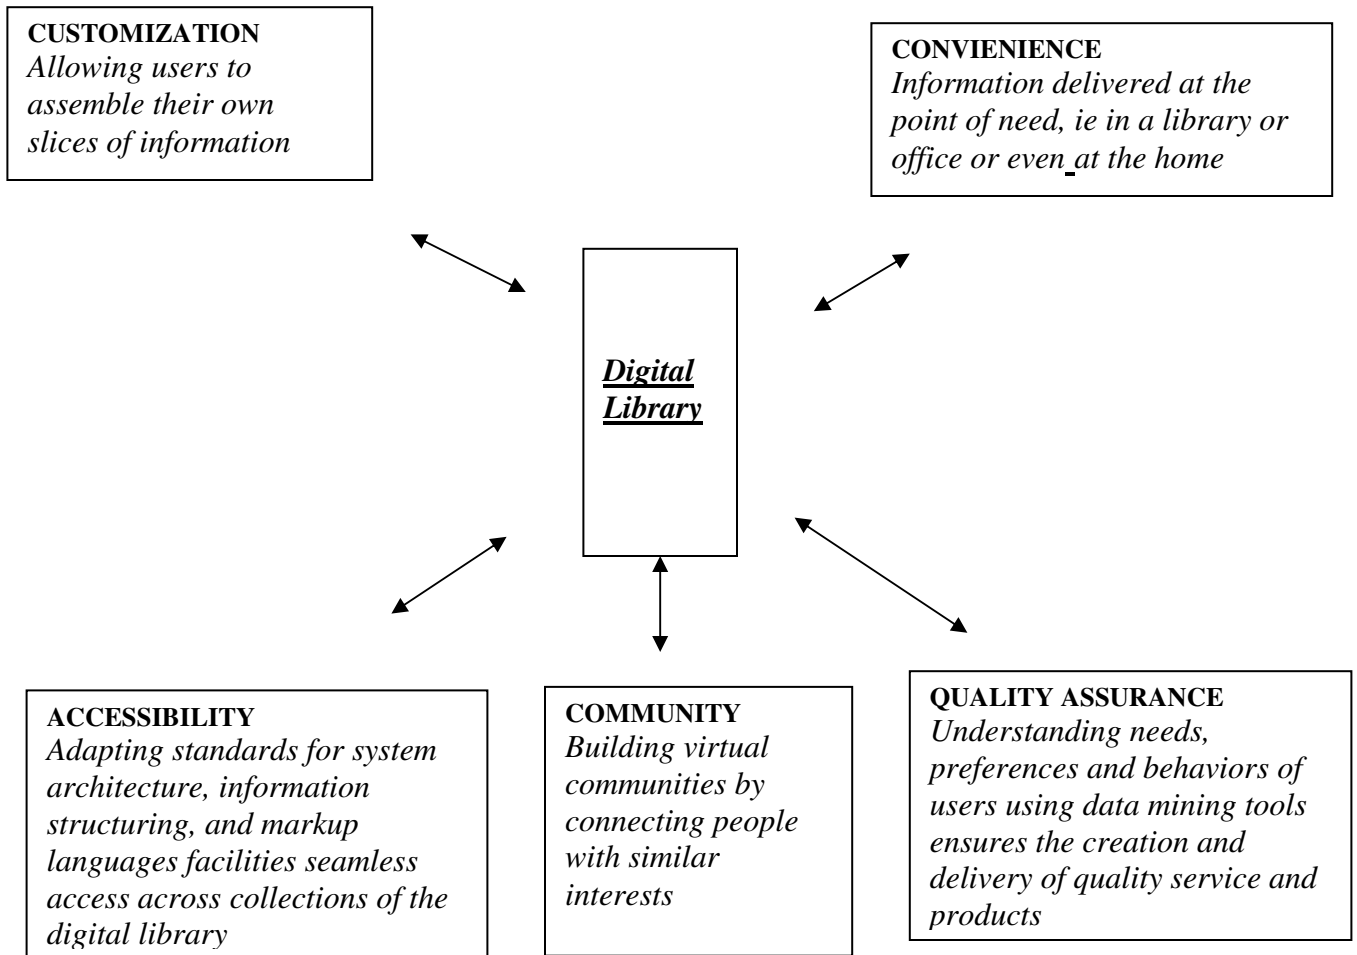 CUSTOMIZATION
Allowing users to
assemble their own
slices of information
CONVIENIENCE
Information delivered at the
point of need, ie in a library or
office or even at the home
Digital
Library
ACCESSIBILITY
Adapting standards for system
architecture, information
structuring, and markup
languages facilities seamless
access across collections of the
digital library
COMMUNITY
Building virtual
communities by
connecting people
with similar
interests
QUALITY ASSURANCE
Understanding needs,
preferences and behaviors of
users using data mining tools
ensures the creation and
delivery of quality service and
products